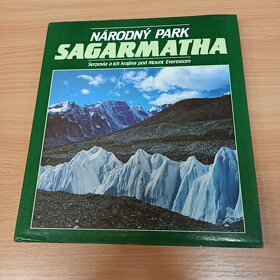 NÁRODNÝ PARK
SAGARMATHA
Šerpovia a ich krajina pod Mount Everestom